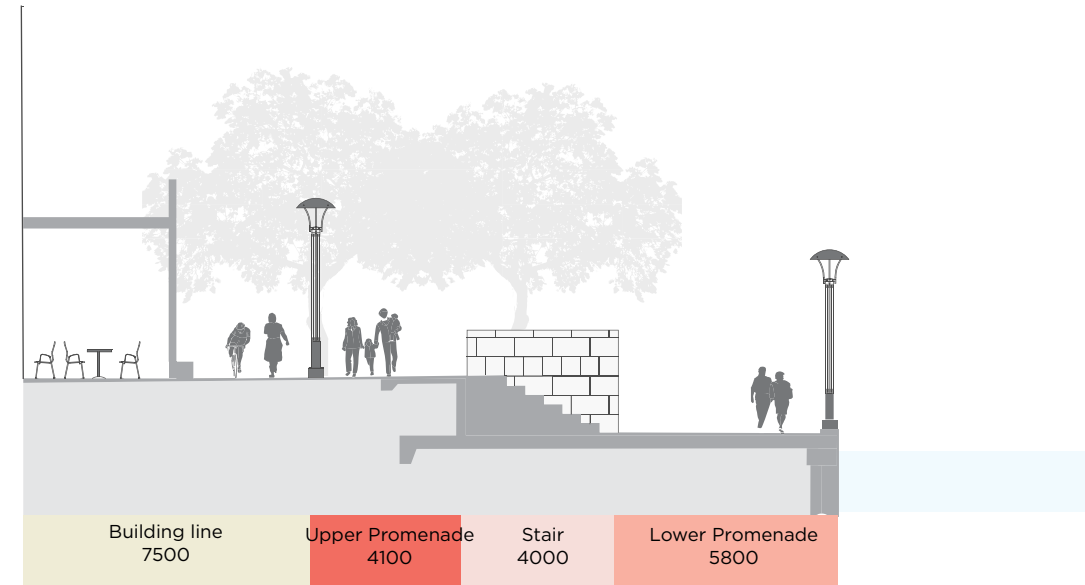 Building line
7500
Upper Promenade
4100
Stair
4000
Lower Promenade
5800